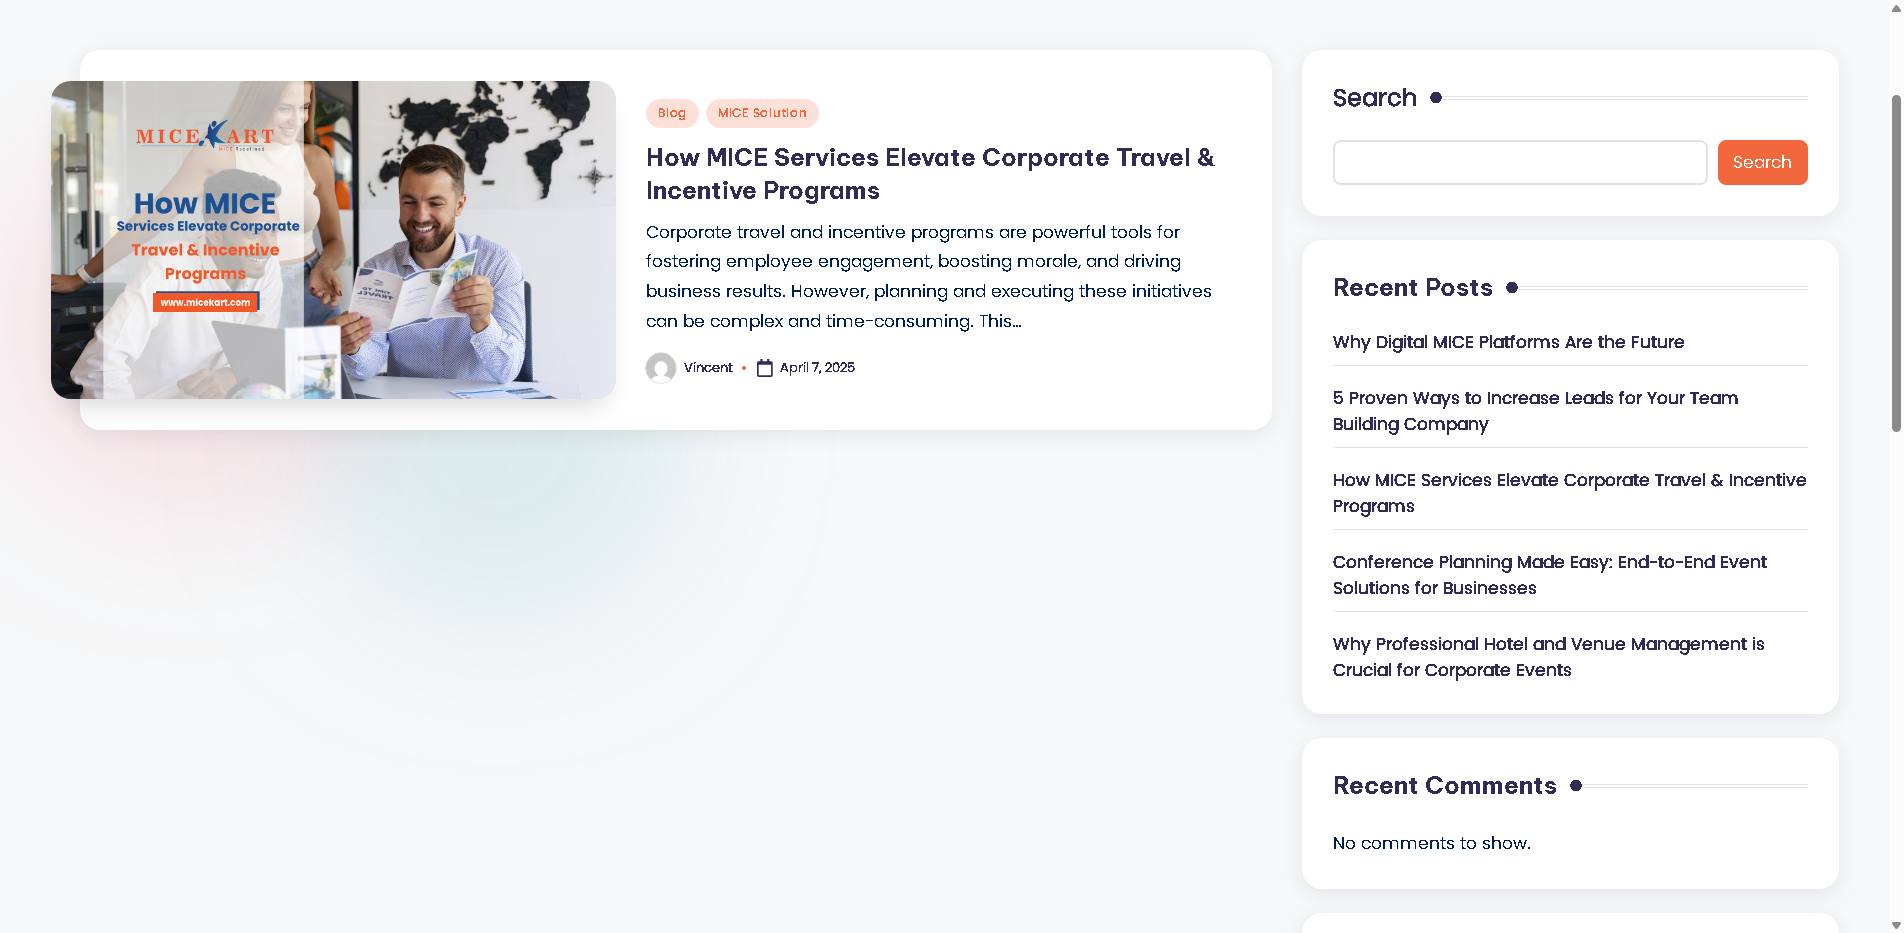 MICEKART
MICE Redefined
How MICE
Services Elevate Corporate
Travel & Incentive
Programs
www.micekart.com
Blog
MICE Solution
How MICE Services Elevate Corporate Travel &
Incentive Programs
Corporate travel and incentive programs are powerful tools for
fostering employee engagement, boosting morale, and driving
business results. However, planning and executing these initiatives
can be complex and time-consuming. This...
Vincent • April 7, 2025
Search
Search
Recent Posts
Why Digital MICE Platforms Are the Future
5 Proven Ways to Increase Leads for Your Team
Building Company
How MICE Services Elevate Corporate Travel & Incentive
Programs
Conference Planning Made Easy: End-to-End Event
Solutions for Businesses
Why Professional Hotel and Venue Management is
Crucial for Corporate Events
Recent Comments
No comments to show.